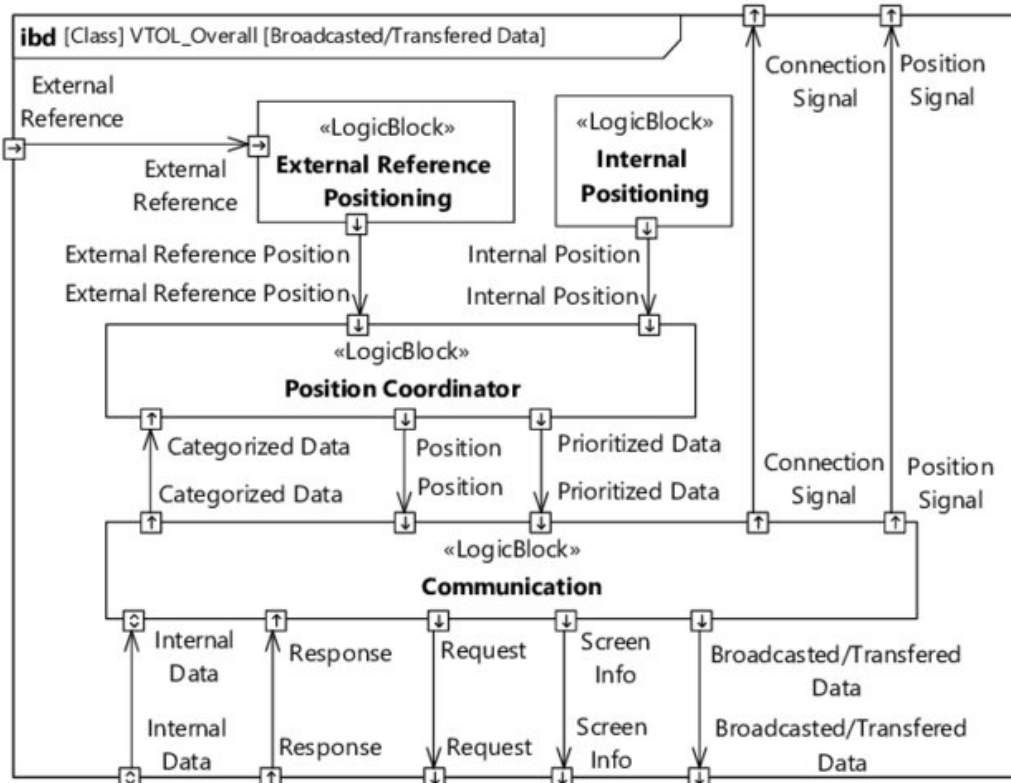 ibd [Class] VTOL_Overall [Broadcasted/Transfered Data]
External
Reference
External
Reference
«LogicBlock»
External Reference
Positioning
«LogicBlock»
Internal
Positioning
Connection
Signal
Position
Signal
External Reference Position
External Reference Position
Internal Position
Internal Position
«LogicBlock»
Position Coordinator
Categorized Data
Categorized Data
Position
Position
Prioritized Data
Prioritized Data
Connection
Signal
Position
Signal
«LogicBlock»
Communication
Internal
Data
Response
Request
Screen
Info
Broadcasted/Transfered
Data
Internal
Data
Response
Request
Screen
Info
Broadcasted/Transfered
Data